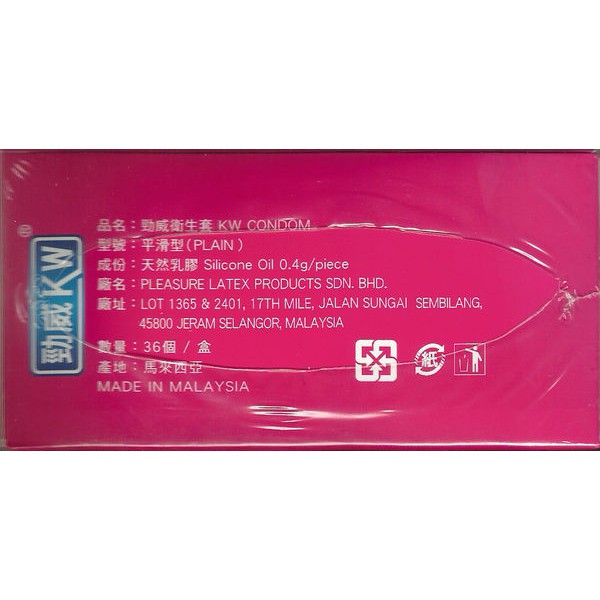 品名：勁威衛生套 KW CONDOM
型號：平滑型(PLAIN)
成份：天然乳膠 Silicone Oil 0.4g/piece
廠名：PLEASURE LATEX PRODUCTS SDN. BHD.
廠址：LOT 1365 & 2401, 17TH MILE, JALAN SUNGAI SEMBILANG,
45800 JERAM SELANGOR, MALAYSIA
數量：36個 / 盒
產地：馬來西亞
MADE IN MALAYSIA
勁威KW
®
紙